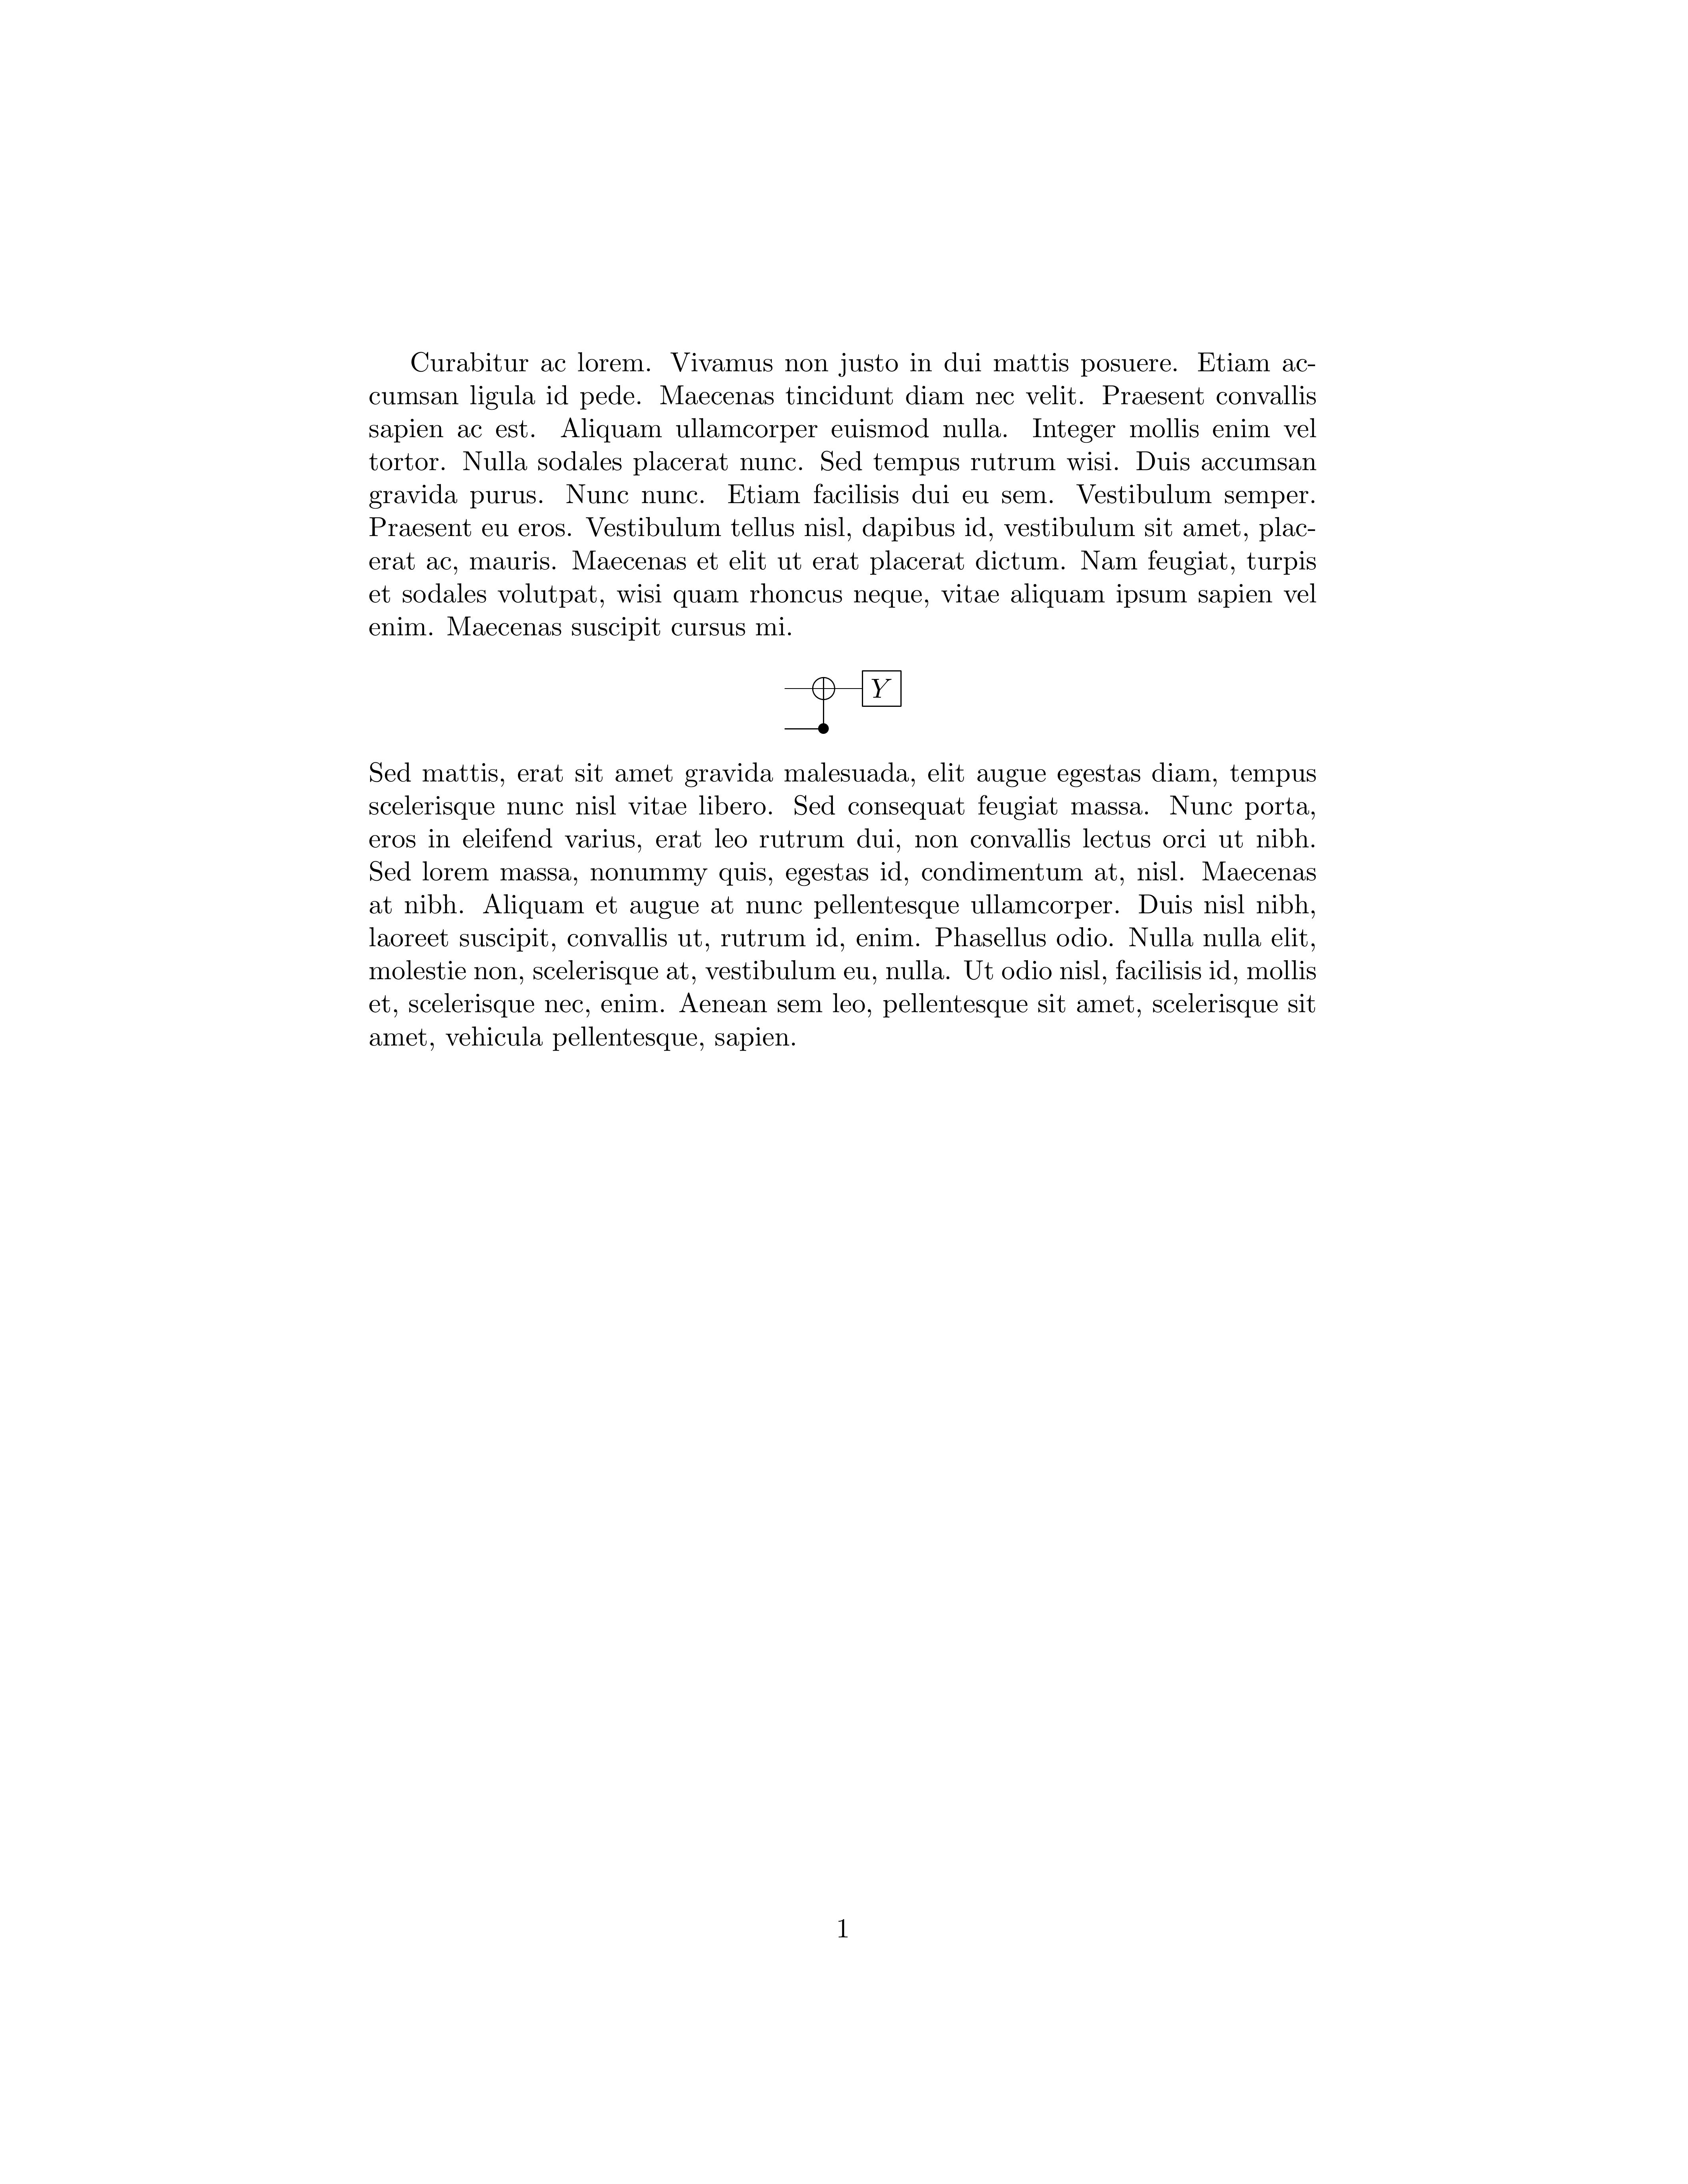 Curabitur ac lorem. Vivamus non justo in dui mattis posuere. Etiam ac-
cumsan ligula id pede. Maecenas tincidunt diam nec velit. Praesent convallis
sapien ac est. Aliquam ullamcorper euismod nulla. Integer mollis enim vel
tortor. Nulla sodales placerat nunc. Sed tempus rutrum wisi. Duis accumsan
gravida purus. Nunc nunc. Etiam facilisis dui eu sem. Vestibulum semper.
Praesent eu eros. Vestibulum tellus nisl, dapibus id, vestibulum sit amet, plac-
erat ac, mauris. Maecenas et elit ut erat placerat dictum. Nam feugiat, turpis
et sodales volutpat, wisi quam rhoncus neque, vitae aliquam ipsum sapien vel
enim. Maecenas suscipit cursus mi.
Y
Sed mattis, erat sit amet gravida malesuada, elit augue egestas diam, tempus
scelerisque nunc nisl vitae libero. Sed consequat feugiat massa. Nunc porta,
eros in eleifend varius, erat leo rutrum dui, non convallis lectus orci ut nibh.
Sed lorem massa, nonummy quis, egestas id, condimentum at, nisl. Maecenas
at nibh. Aliquam et augue at nunc pellentesque ullamcorper. Duis nisl nibh,
laoreet suscipit, convallis ut, rutrum id, enim. Phasellus odio. Nulla nulla elit,
molestie non, scelerisque at, vestibulum eu, nulla. Ut odio nisl, facilisis id, mollis
et, scelerisque nec, enim. Aenean sem leo, pellentesque sit amet, scelerisque sit
amet, vehicula pellentesque, sapien.
1